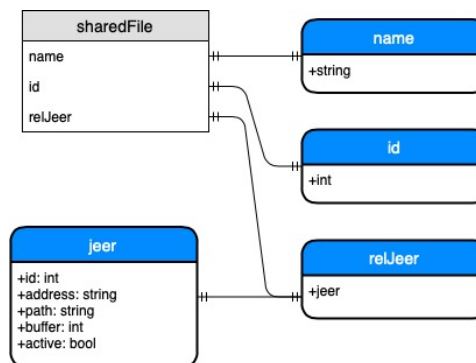 sharedFile
name
id
relJeer
name
+string
id
+int
jeer
+id: int
+address: string
+path: string
+buffer: int
+active: bool
relJeer
+jeer